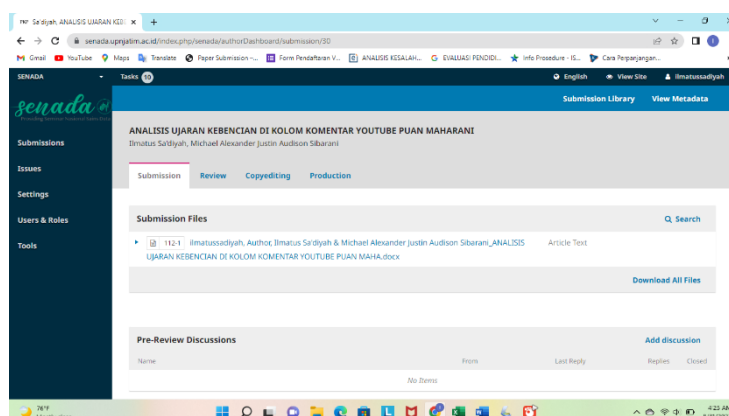 Sa'diyah, ANALISIS UJARAN KEBE
senada.upnjatim.ac.id/index.php/senada/authorDashboard/submission/30
Gmail YouTube Maps Translate Paper Submission Form Pendaftaran V... ANALISIS KESALAH... EVALUASI PENDIDI... Info Prosedure - IS... Cara Perpanjangan...
SENADA Tasks 10 English View Site ilmatussadiyah
senada
Submission Library View Metadata
ANALISIS UJARAN KEBENCIAN DI KOLOM KOMENTAR YOUTUBE PUAN MAHARANI
Ilmatus Sa'diyah, Michael Alexander Justin Audison Sibarani
Submissions
Issues
Settings
Users & Roles
Tools
Submission Review Copyediting Production
Submission Files Search
112-1 ilmatussadiyah, Author, Ilmatus Sa'diyah & Michael Alexander Justin Audison Sibarani_ANALISIS Article Text
UJARAN KEBENCIAN DI KOLOM KOMENTAR YOUTUBE PUAN MAHA.docx
Download All Files
Pre-Review Discussions Add discussion
Name From Last Reply Replies Closed
No Items
76°F
4:23 AM